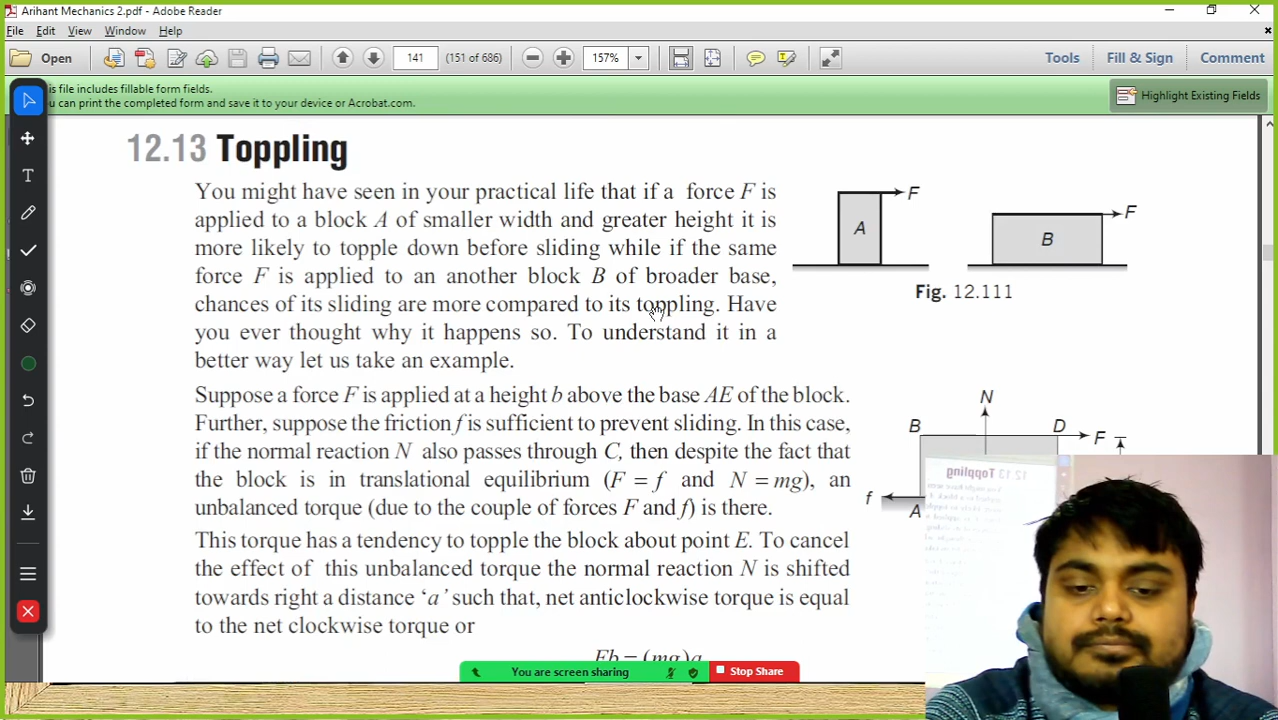 Arihant Mechanics 2.pdf - Adobe Reader
File Edit View Window Help
Open 141 (151 of 686) 157% Tools Fill & Sign Comment
is file includes fillable form fields.
u can print the completed form and save it to your device or Acrobat.com.
Highlight Existing Fields
12.13 Toppling
You might have seen in your practical life that if a force F is
applied to a block A of smaller width and greater height it is
more likely to topple down before sliding while if the same
force F is applied to an another block B of broader base,
chances of its sliding are more compared to its toppling. Have
you ever thought why it happens so. To understand it in a
better way let us take an example.
F
A
F
B
Fig. 12.111
Suppose a force F is applied at a height b above the base AE of the block.
Further, suppose the friction f is sufficient to prevent sliding. In this case,
if the normal reaction N also passes through C, then despite the fact that
the block is in translational equilibrium (F = f and N = mg), an
unbalanced torque (due to the couple of forces F and f) is there.
N
B D F
f
A
12.13 Toppling
This torque has a tendency to topple the block about point E. To cancel
the effect of this unbalanced torque the normal reaction N is shifted
towards right a distance ‘a’ such that, net anticlockwise torque is equal
to the net clockwise torque or
Fb = (mg)a
You are screen sharing Stop Share